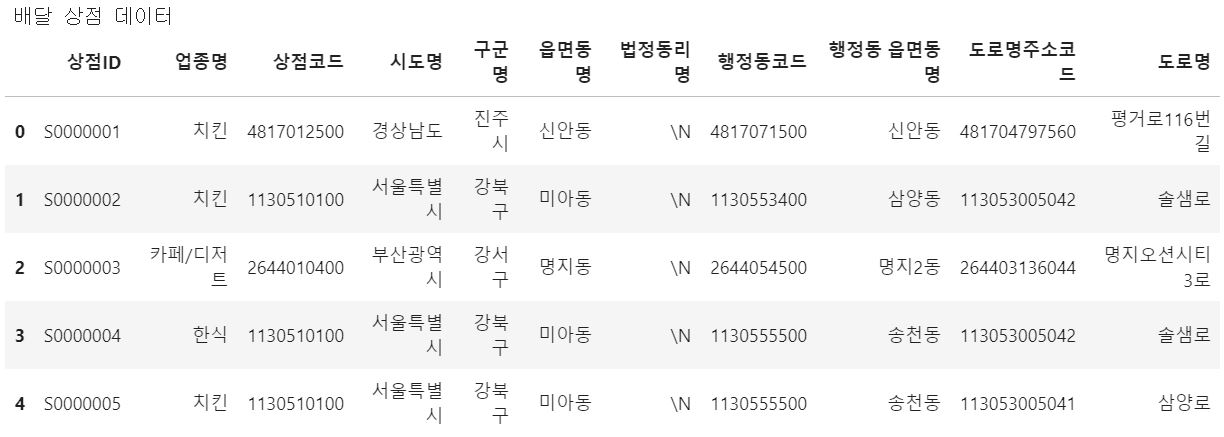 배달 상점 데이터
상점ID 업종명 상점코드 시도명 구군명 읍면동명 법정동리명 행정동코드 행정동 읍면동명 도로명주소코드 도로명
0 S0000001 치킨 4817012500 경상남도 진주시 신안동 \N 4817071500 신안동 481704797560 평거로116번길
1 S0000002 치킨 1130510100 서울특별시 강북구 미아동 \N 1130553400 삼양동 113053005042 솔샘로
2 S0000003 카페/디저트 2644010400 부산광역시 강서구 명지동 \N 2644054500 명지2동 264403136044 명지오션시티3로
3 S0000004 한식 1130510100 서울특별시 강북구 미아동 \N 1130555500 송천동 113053005042 솔샘로
4 S0000005 치킨 1130510100 서울특별시 강북구 미아동 \N 1130555500 송천동 113053005041 삼양로